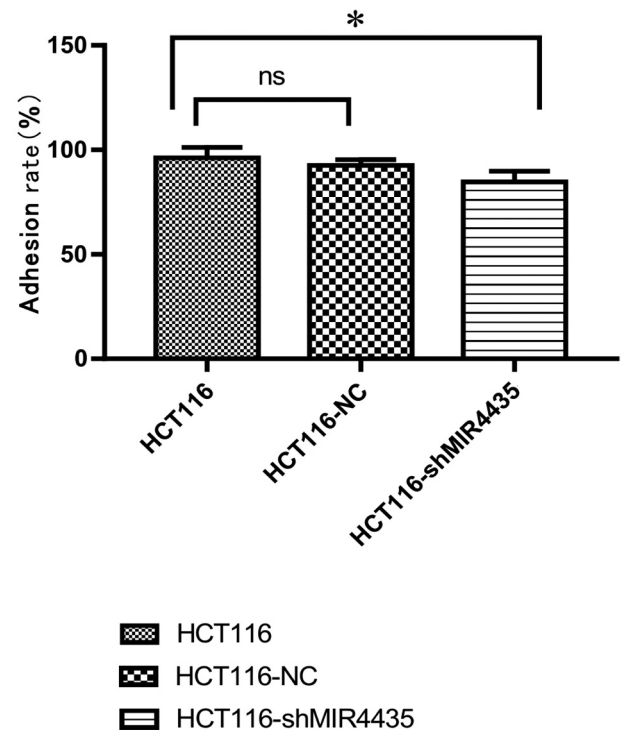 *
ns
150
100
50
0
Adhesion rate(%)
HCT116
HCT116-NC
HCT116-shMIR4435
HCT116
HCT116-NC
HCT116-shMIR4435